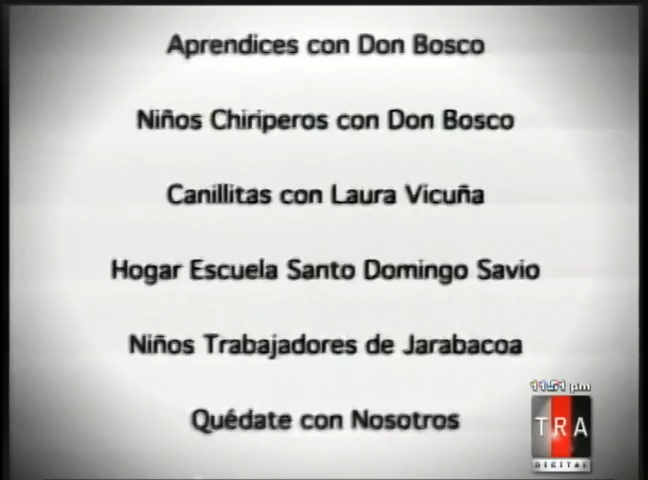 Aprendices con Don Bosco
Niños Chiriperos con Don Bosco
Canillitas con Laura Vicuña
Hogar Escuela Santo Domingo Savio
Niños Trabajadores de Jarabacoa
Quédate con Nosotros
11:51 pm
TRA
DIGITAL